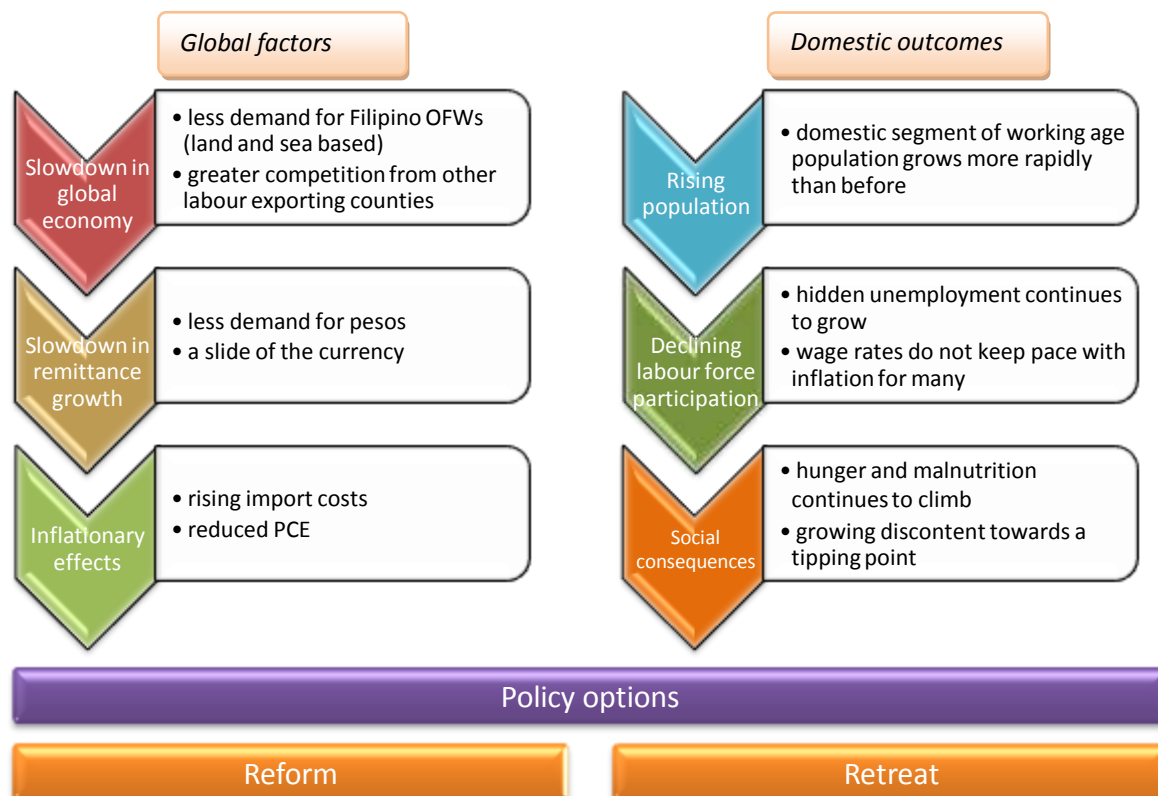 Global factors
Slowdown in
global
economy
• less demand for Filipino OFWs
(land and sea based)
• greater competition from other
labour exporting counties
Slowdown in
remittance
growth
• less demand for pesos
• a slide of the currency
Inflationary
effects
• rising import costs
• reduced PCE
Domestic outcomes
Rising
population
• domestic segment of working age
population grows more rapidly
than before
Declining
labour force
participation
• hidden unemployment continues
to grow
• wage rates do not keep pace with
inflation for many
Social
consequences
• hunger and malnutrition
continues to climb
• growing discontent towards a
tipping point
Policy options
Reform
Retreat